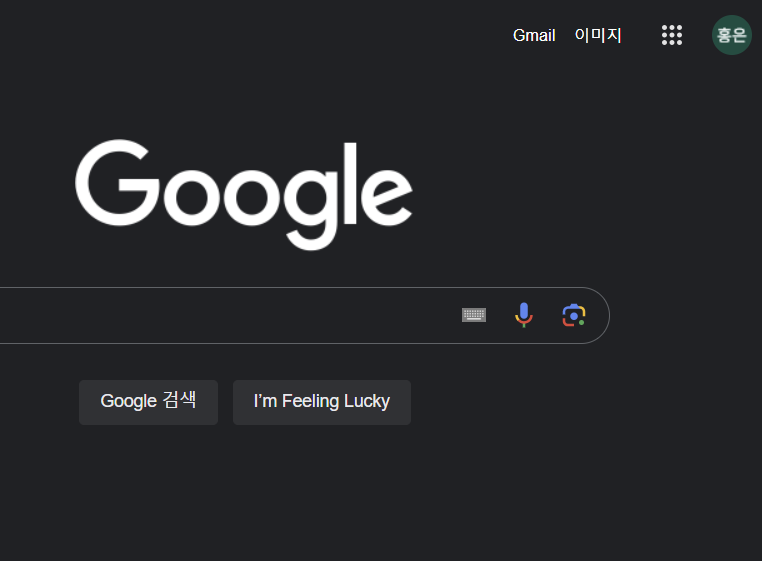 Gmail 이미지 홍은
Google
Google 검색 I'm Feeling Lucky